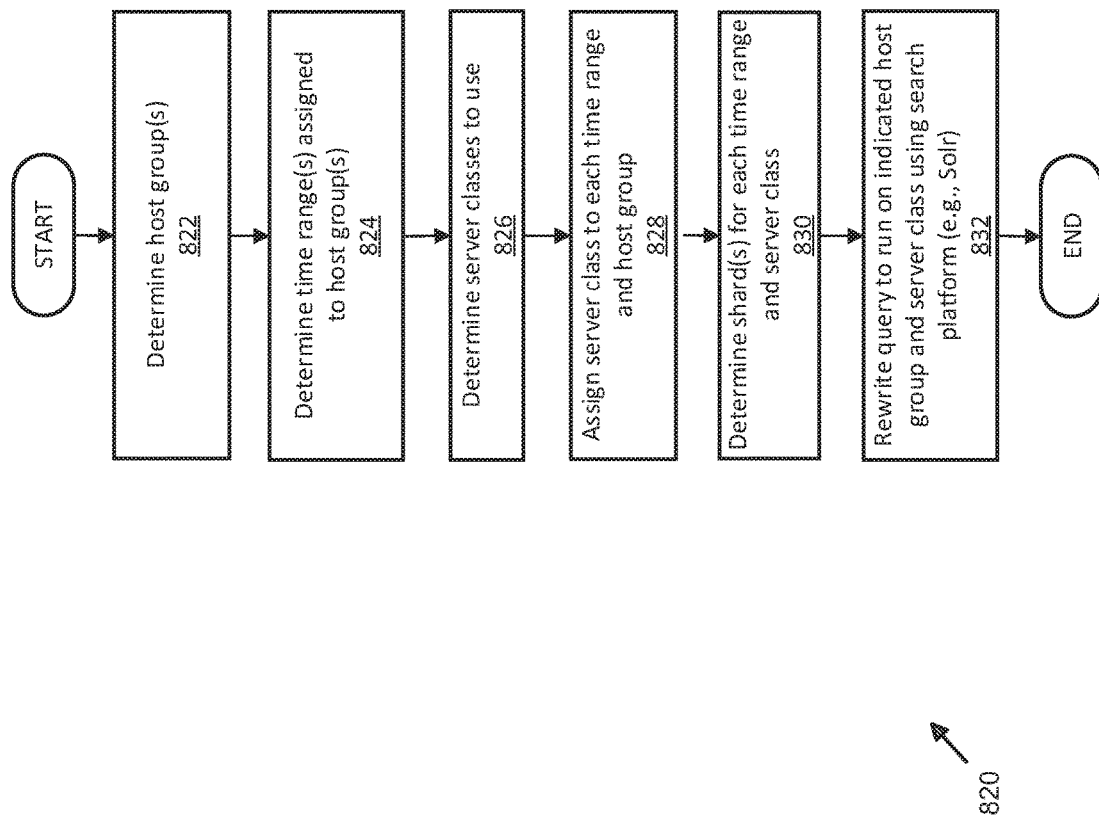 START
Determine host group(s)
822
Determine time range(s) assigned
to host group(s)
824
Determine server classes to use
826
Assign server class to each time range
and host group
828
Determine shard(s) for each time range
and server class
830
Rewrite query to run on indicated host
group and server class using search
platform (e.g., Solr)
832
END
820